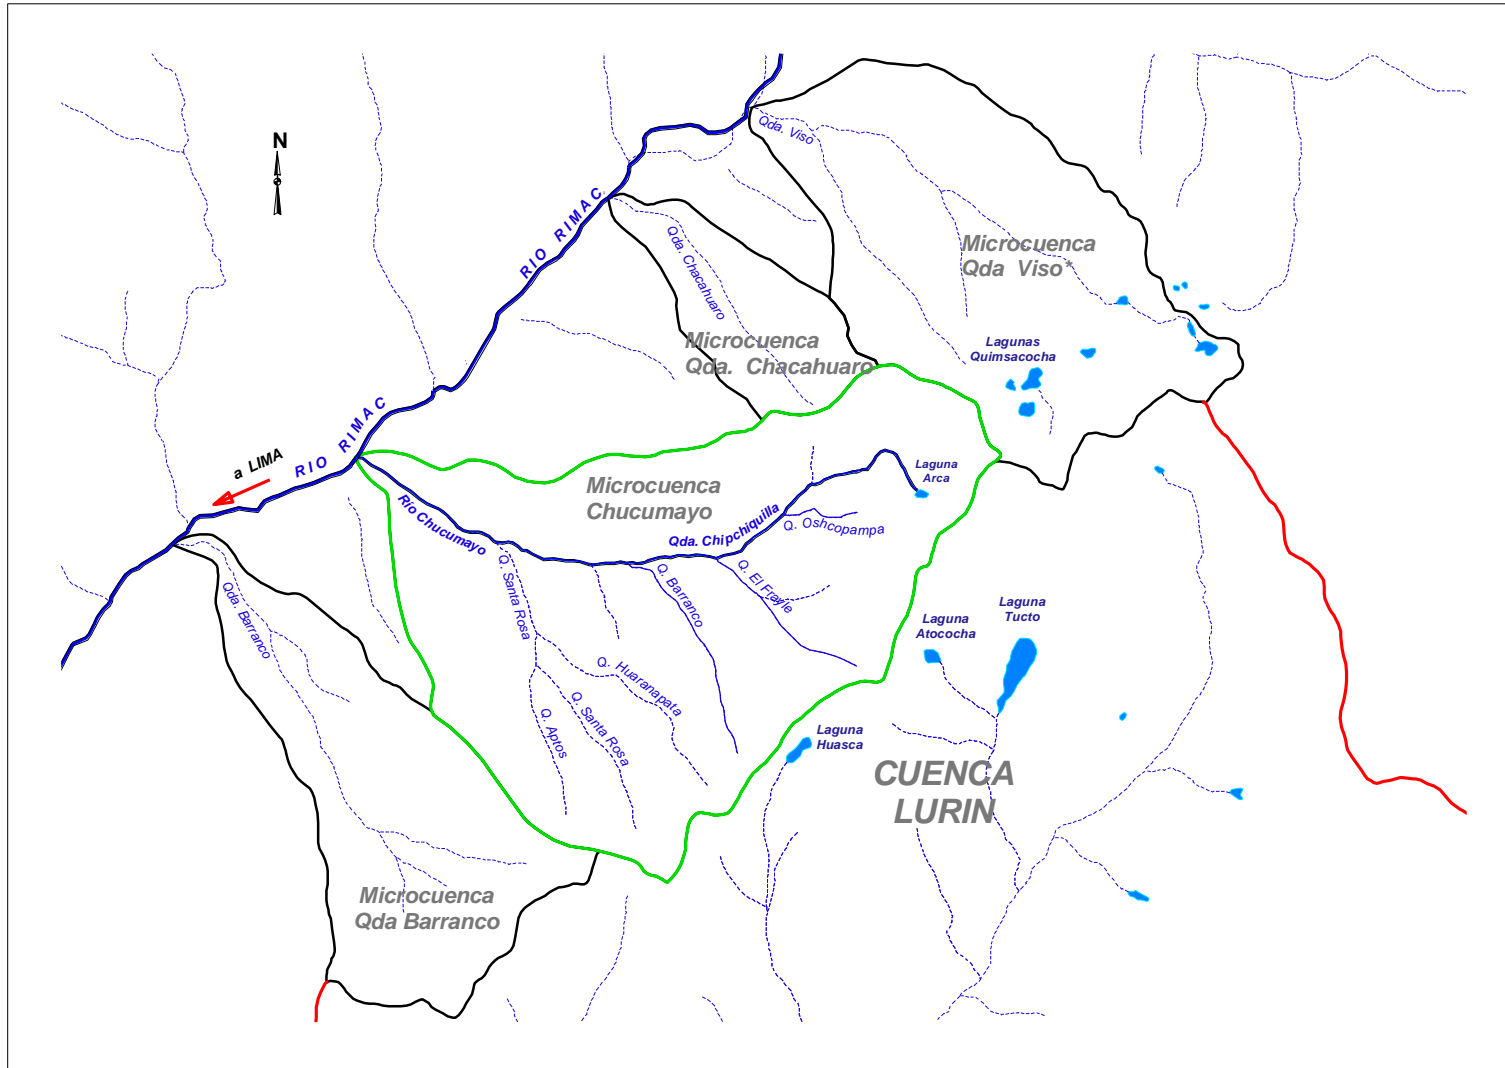 N
Qda. Viso
RIO RIMAC
Qda. Chacahuaro
Microcuenca
Qda Viso*
Microcuenca
Qda. Chacahuaro
Lagunas
Quimsacocha
RIO RIMAC
a LIMA
Laguna
Arca
Microcuenca
Chucumayo
Río Chucumayo
Qda. Chipchiquilla
Q. Oshcopampa
Q. Santa Rosa
Q. Barranco
Q. El Frayle
Qda. Barranco
Laguna
Tucto
Laguna
Atococha
Q. Huaranapata
Q. Santa Rosa
Q. Aptos
Laguna
Huasca
CUENCA
LURIN
Microcuenca
Qda Barranco